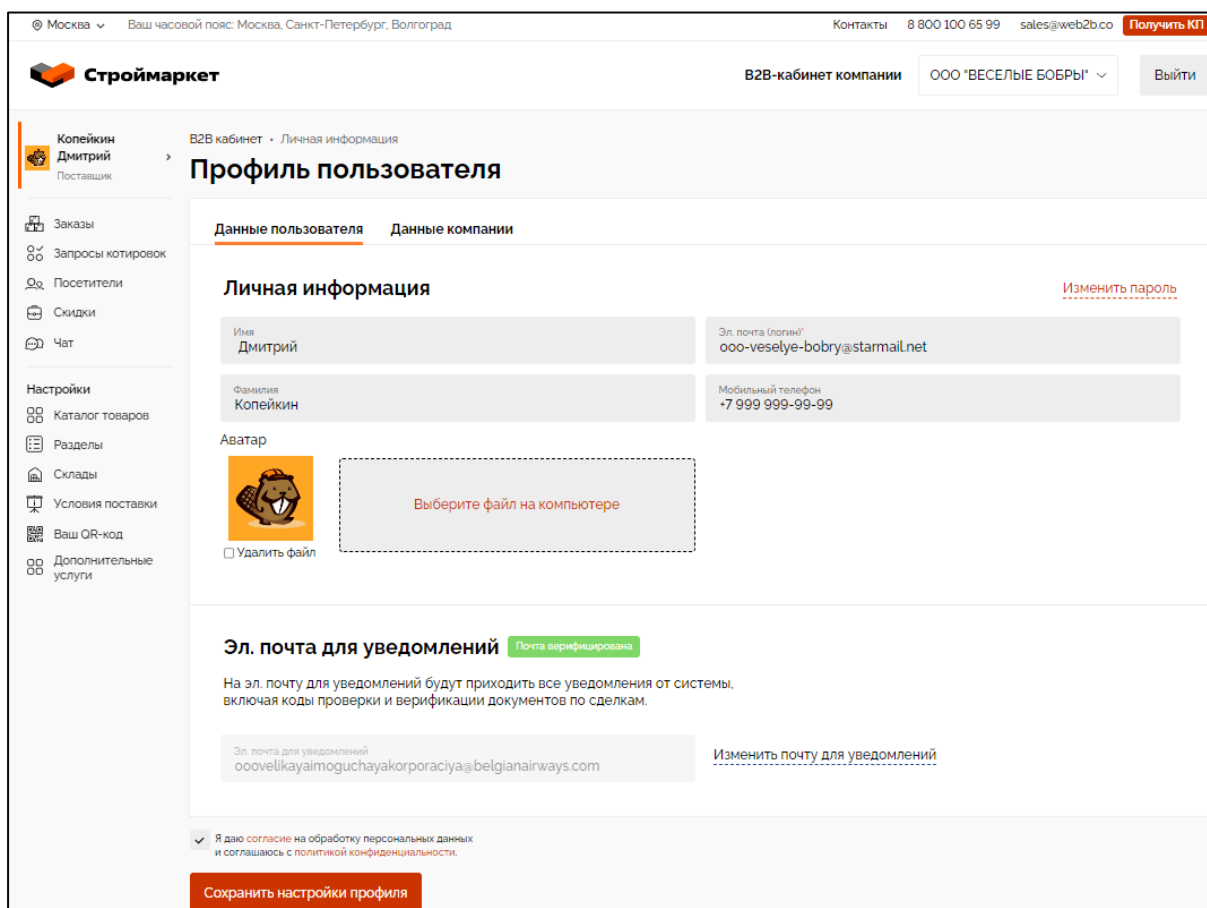 Москва
Ваш часовой пояс: Москва, Санкт-Петербург, Волгоград
Контакты
8 800 100 65 99
sales@web2b.co
Получить КП
Строймаркет
B2B-кабинет компании
ООО "ВЕСЕЛЫЕ БОБРЫ"
Выйти
Копейкин
Дмитрий
Поставщик
Заказы
Запросы котировок
Посетители
Скидки
Чат
Настройки
Каталог товаров
Разделы
Склады
Условия поставки
Ваш QR-код
Дополнительные
услуги
B2B кабинет • Личная информация
Профиль пользователя
Данные пользователя
Данные компании
Личная информация
Изменить пароль
Имя
Дмитрий
Эл. почта (логин)*
ooo-veselye-bobry@starmail.net
Фамилия
Копейкин
Мобильный телефон
+7 999 999-99-99
Аватар
Выберите файл на компьютере
Удалить файл
Эл. почта для уведомлений
Почта верифицирована
На эл. почту для уведомлений будут приходить все уведомления от системы,
включая коды проверки и верификации документов по сделкам.
Эл. почта для уведомлений
ooovelikayaimoguchayakorporaciya@belgianairways.com
Изменить почту для уведомлений
Я даю согласие на обработку персональных данных
и соглашаюсь с политикой конфиденциальности.
Сохранить настройки профиля